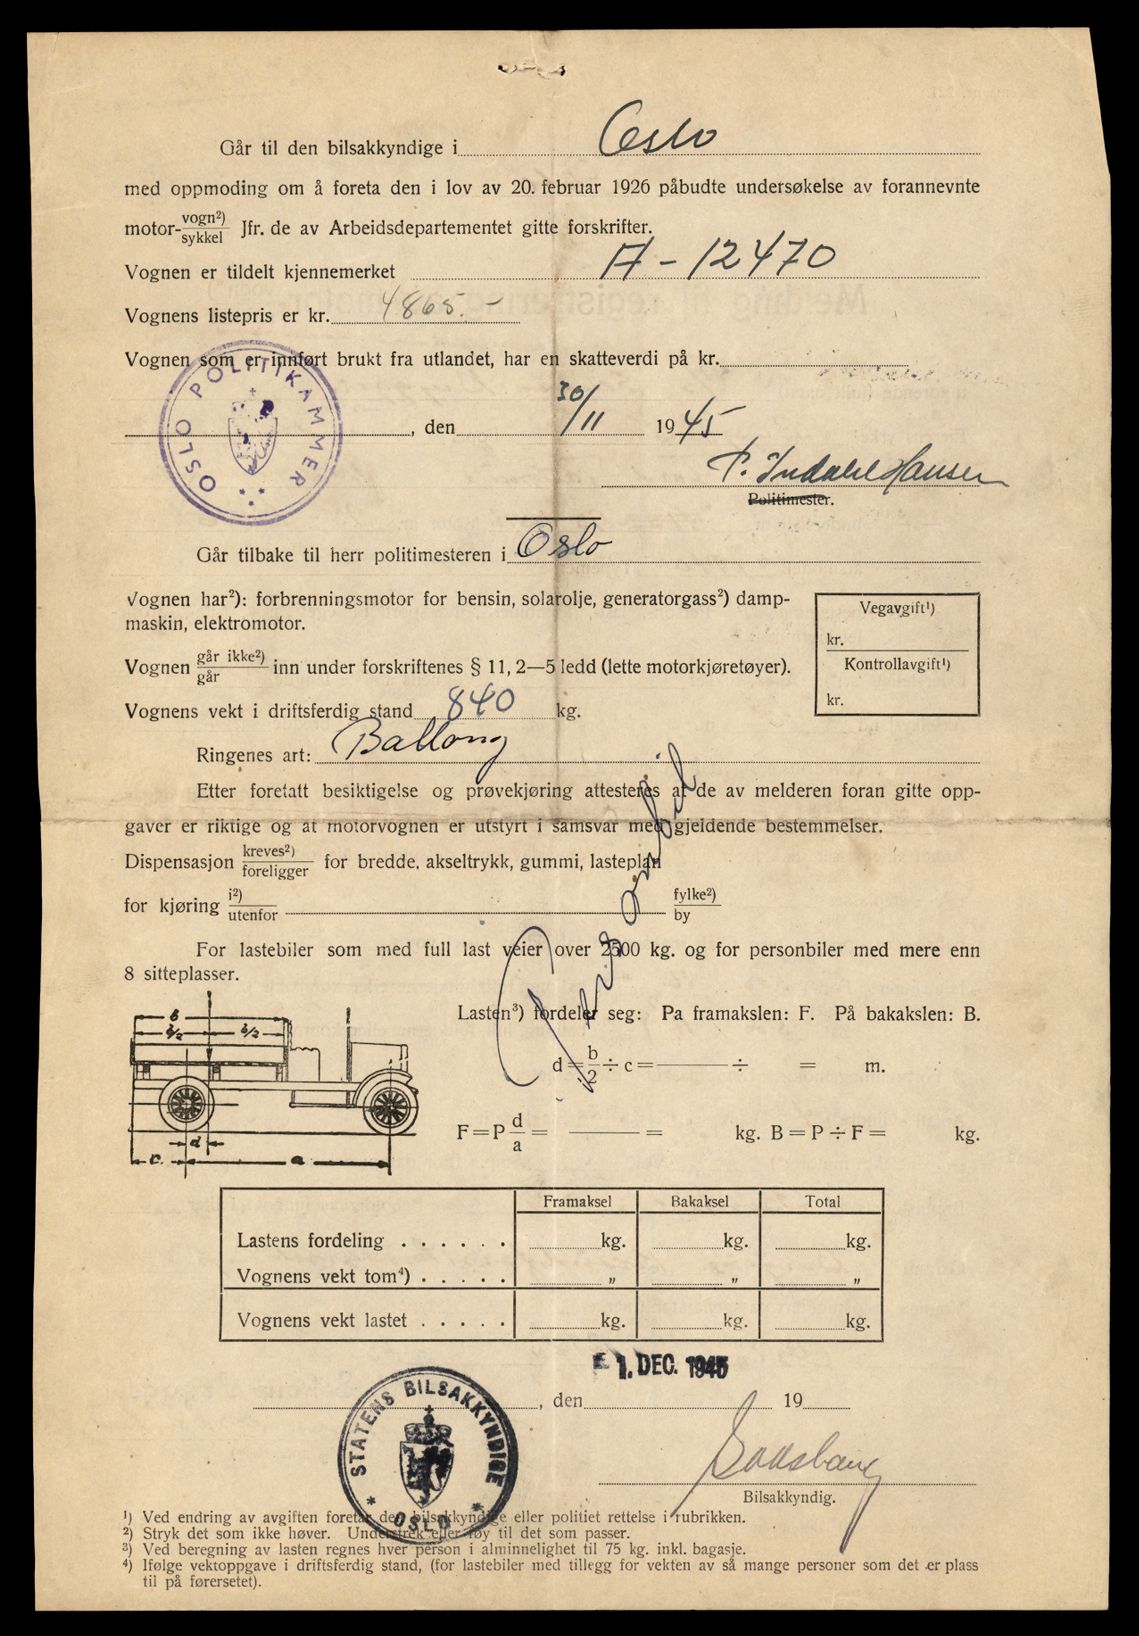 Går til den bilsakkyndige i Oslo
med oppmoding om å foreta den i lov av 20. februar 1926 påbudte undersøkelse av forannevnte
motor-vogn²)/sykkel Jfr. de av Arbeidsdepartementet gitte forskrifter.
Vognen er tildelt kjennemerket A-12470
Vognens listepris er kr. 4865.-
Vognen som er innført brukt fra utlandet, har en skatteverdi på kr.
OSLO POLITIKAMMER
, den 30/11 1945
P. Indahl Hansen
Politimester.
Går tilbake til herr politimesteren i Oslo
Vognen har²): forbrenningsmotor for bensin, solarolje, generatorgass²) damp-
maskin, elektromotor.
Vegavgift¹)
kr.
Kontrollavgift¹)
kr.
Vognen går ikke²)/går inn under forskriftenes § 11, 2—5 ledd (lette motorkjøretøyer).
Vognens vekt i driftsferdig stand 840 kg.
Ringenes art: Ballong
Etter foretatt besiktigelse og prøvekjøring attesteres at de av melderen foran gitte opp-
gaver er riktige og at motorvognen er utstyrt i samsvar med gjeldende bestemmelser.
Dispensasjon kreves²)/foreligger for bredde, akseltrykk, gummi, lasteplan
for kjøring i²)/utenfor fylke²)/by
Personbil
For lastebiler som med full last veier over 2500 kg. og for personbiler med mere enn
8 sitteplasser.
Lasten³) fordeler seg: Pa framakslen: F. På bakakslen: B.
b
b/2 b/2
d = b/2 ÷ c = ÷ = m.
F = P d/a = = kg. B = P ÷ F = kg.
d
c. a
Framaksel Bakaksel Total
Lastens fordeling . . . . . . kg. kg. kg.
Vognens vekt tom⁴) . . . . . „ „ „
Vognens vekt lastet . . . . . kg. kg. kg.
1. DEC. 1945
, den 19
STATENS BILSAKKYNDIGE
* OSLO *
Bilsakkyndig.
¹) Ved endring av avgiften foretar den bilsakkyndige eller politiet rettelse i rubrikken.
²) Stryk det som ikke høver. Understrek eller føy til det som passer.
³) Ved beregning av lasten regnes hver person i alminnelighet til 75 kg. inkl. bagasje.
⁴) Ifølge vektoppgave i driftsferdig stand, (for lastebiler med tillegg for vekten av så mange personer som det er plass
til på førersetet).